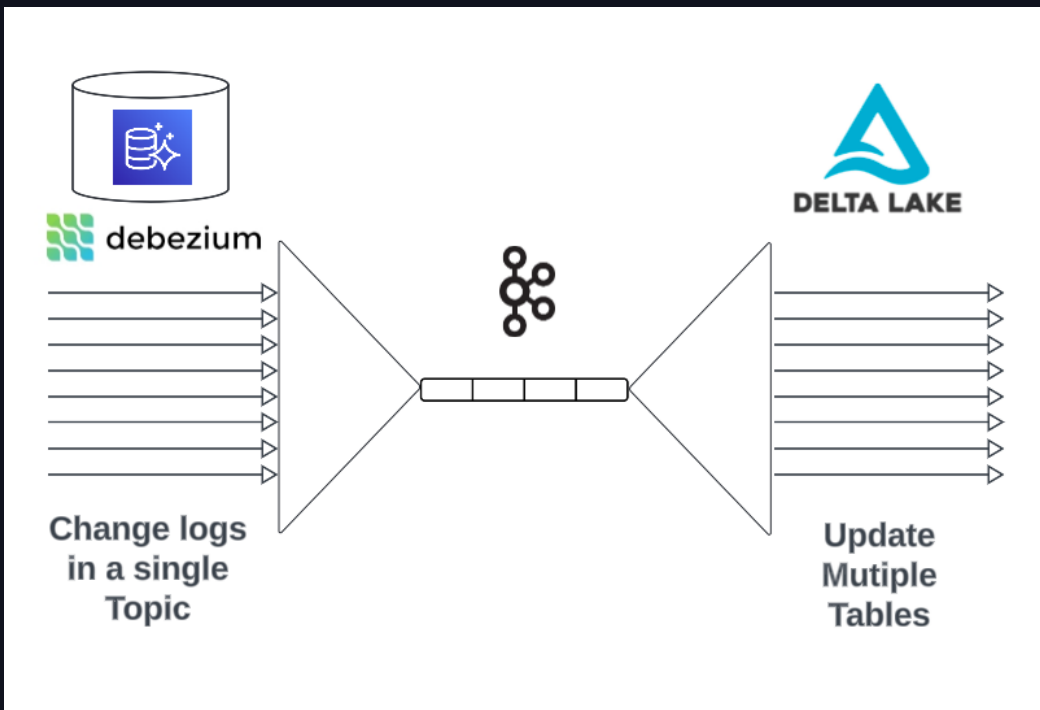 debezium
DELTA LAKE
Change logs
in a single
Topic
Update
Mutiple
Tables